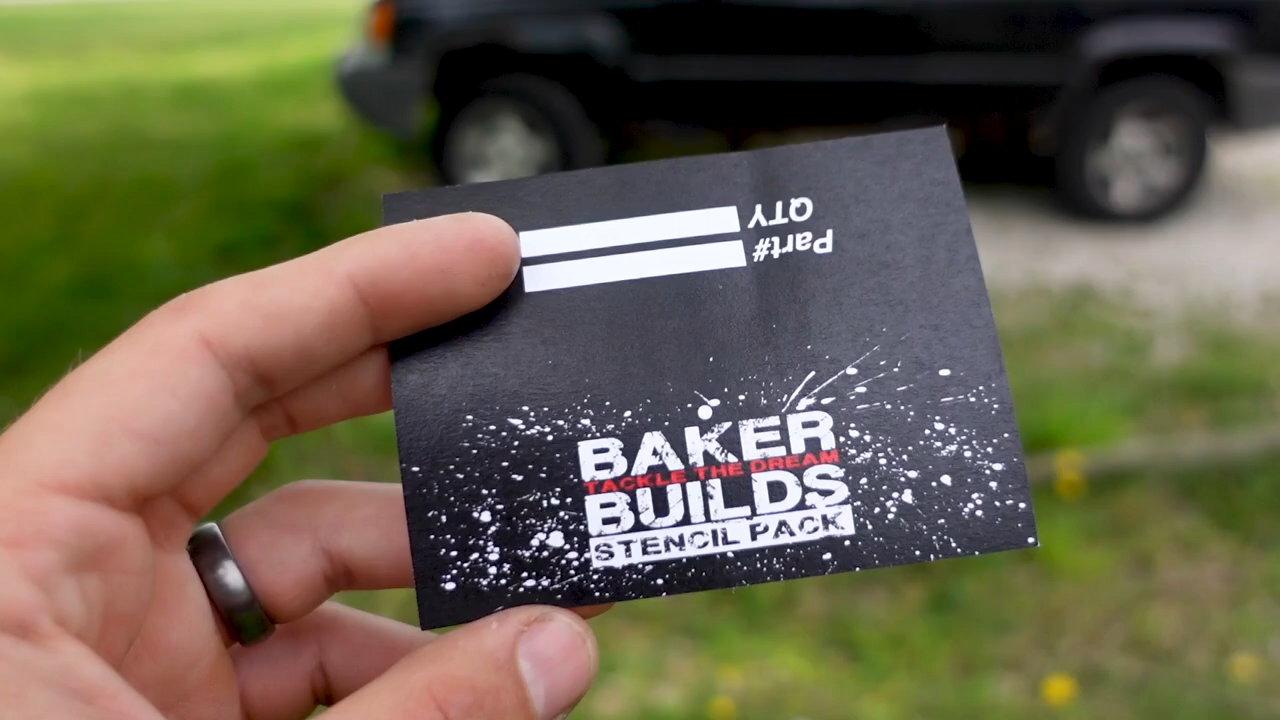 QTY
Part#
BAKER
TACKLE THE DREAM
BUILDS
STENCIL PACK